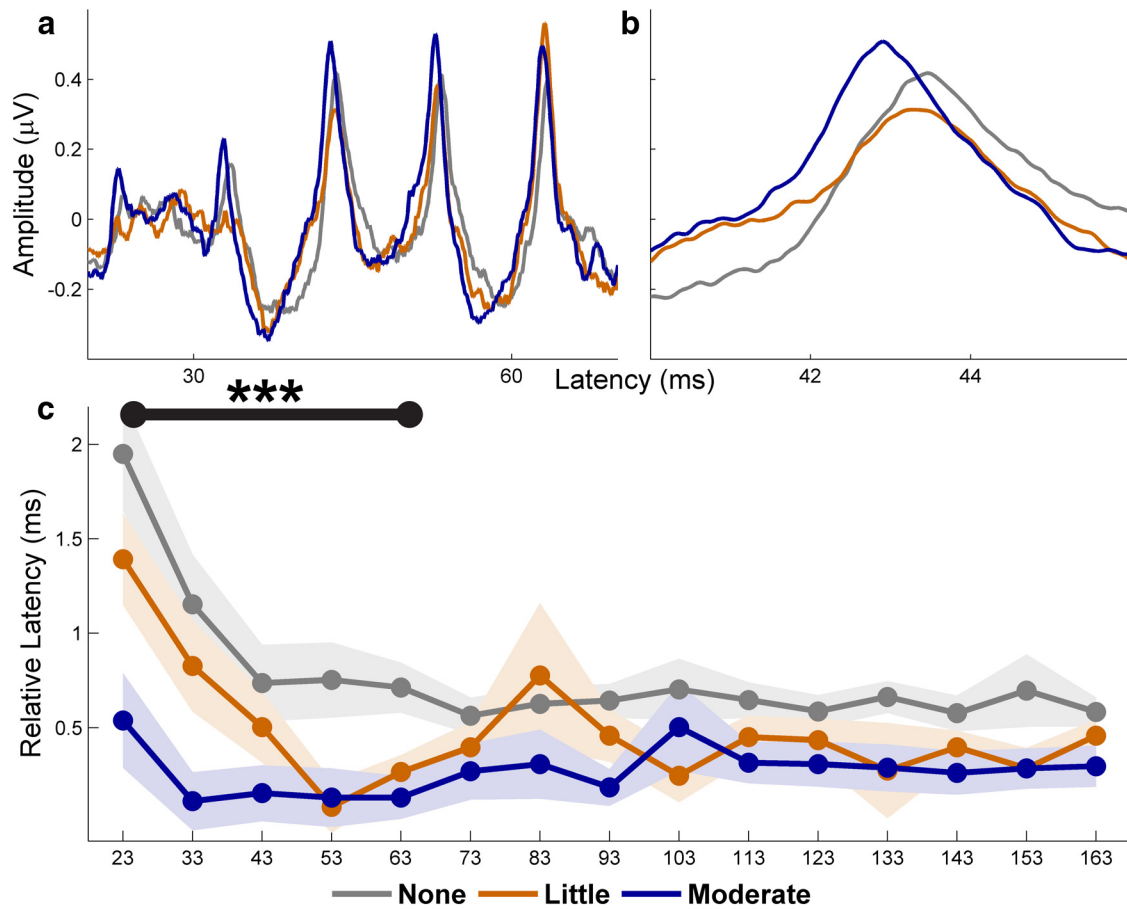 a
b
Amplitude (μV)
0.4
0.2
0
-0.2
30
60
Latency (ms)
42
44
c
***
Relative Latency (ms)
2
1.5
1
0.5
23 33 43 53 63 73 83 93 103 113 123 133 143 153 163
None Little Moderate